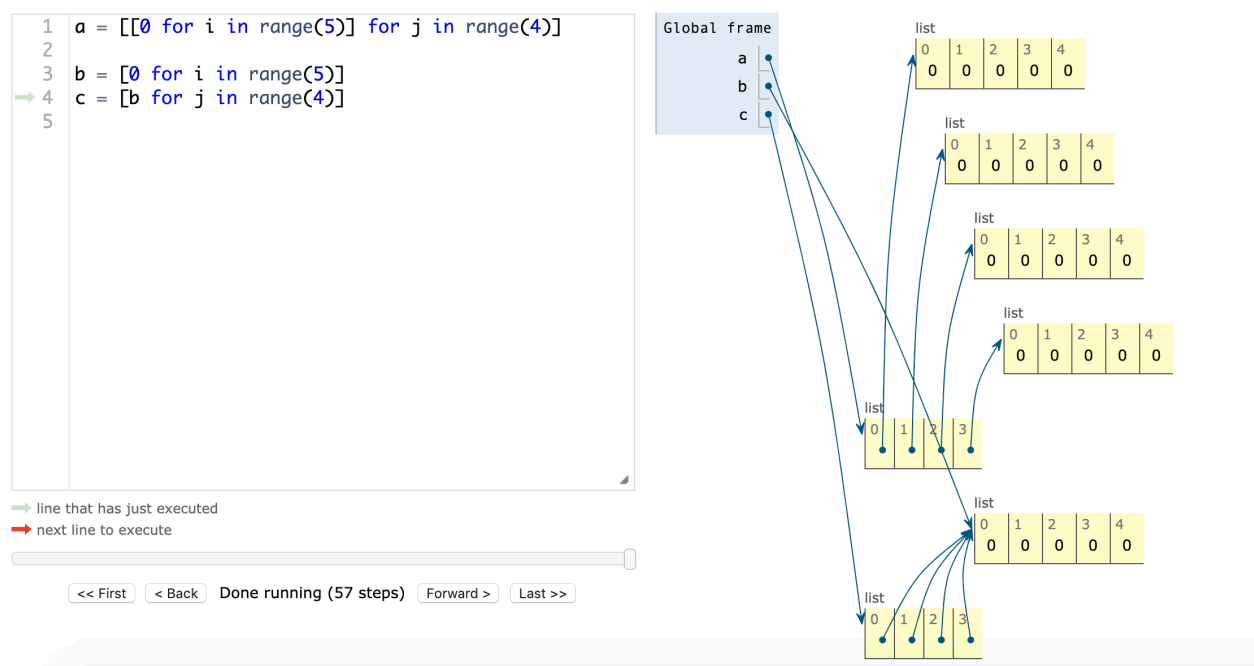 1 a = [[0 for i in range(5)] for j in range(4)]
2
3 b = [0 for i in range(5)]
4 c = [b for j in range(4)]
5
line that has just executed
next line to execute
<< First < Back Done running (57 steps) Forward > Last >>
Global frame
a
b
c
list
0 1 2 3 4
0 0 0 0 0
list
0 1 2 3 4
0 0 0 0 0
list
0 1 2 3 4
0 0 0 0 0
list
0 1 2 3 4
0 0 0 0 0
list
0 1 2 3
list
0 1 2 3 4
0 0 0 0 0
list
0 1 2 3